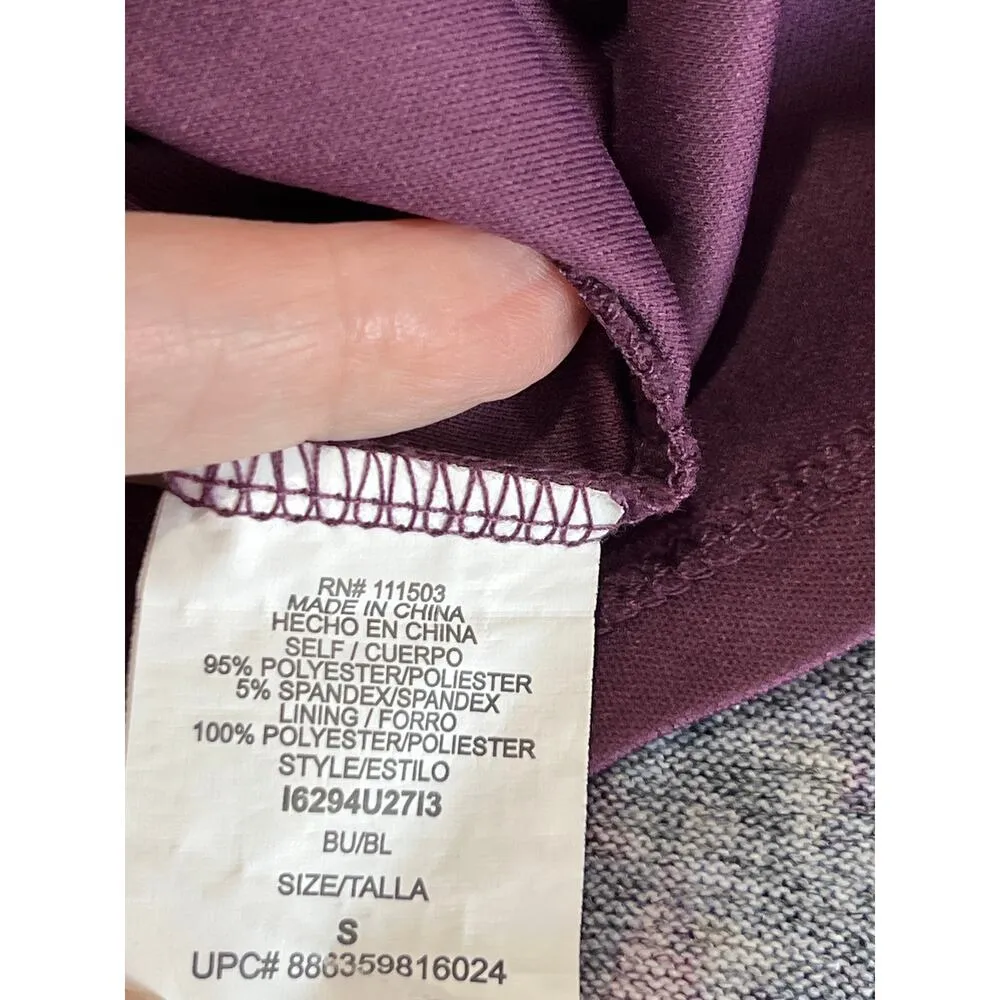 RN# 111503
MADE IN CHINA
HECHO EN CHINA
SELF / CUERPO
95% POLYESTER/POLIESTER
5% SPANDEX/SPANDEX
LINING / FORRO
100% POLYESTER/POLIESTER
STYLE/ESTILO
I6294U27I3
BU/BL
SIZE/TALLA
S
UPC# 886359816024